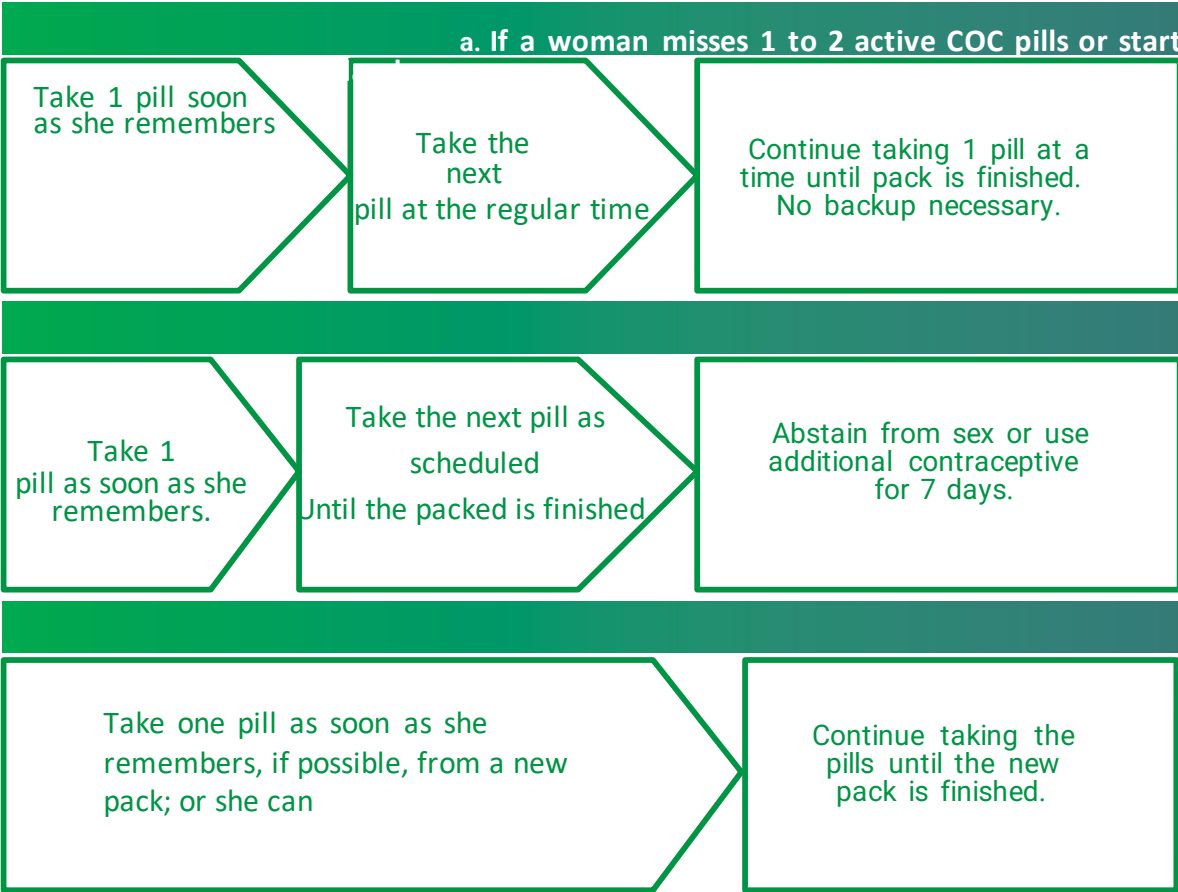 a. If a woman misses 1 to 2 active COC pills or start
Take 1 pill soon
as she remembers
Take the
next
pill at the regular time
Continue taking 1 pill at a
time until pack is finished.
No backup necessary.
Take 1
pill as soon as she
remembers.
Take the next pill as
scheduled
Until the packed is finished
Abstain from sex or use
additional contraceptive
for 7 days.
Take one pill as soon as she
remembers, if possible, from a new
pack; or she can
Continue taking the
pills until the new
pack is finished.